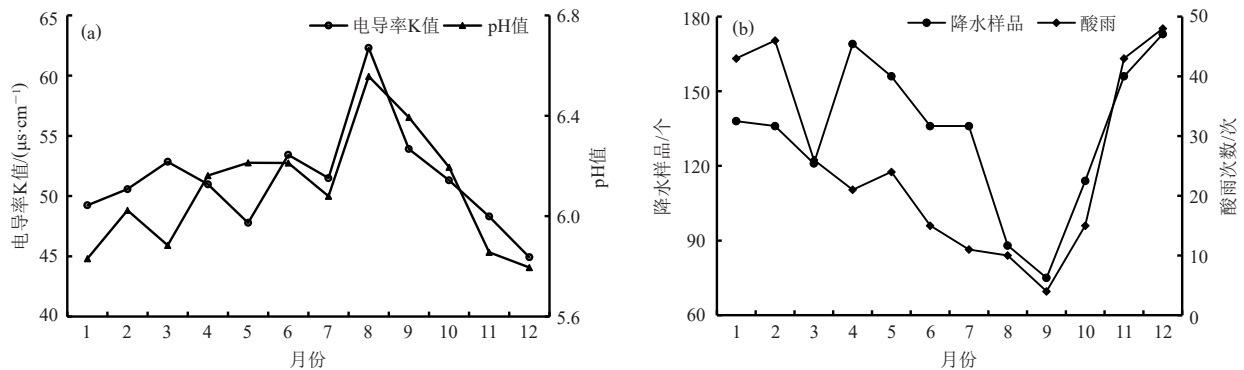 (a)
电导率K值
pH值
65
60
55
50
45
40
电导率K值/(μs·cm⁻¹)
6.8
6.4
6.0
5.6
pH值
1 2 3 4 5 6 7 8 9 10 11 12
月份
(b)
降水样品
酸雨
180
150
120
90
60
降水样品/个
50
40
30
20
10
0
酸雨次数/次
1 2 3 4 5 6 7 8 9 10 11 12
月份